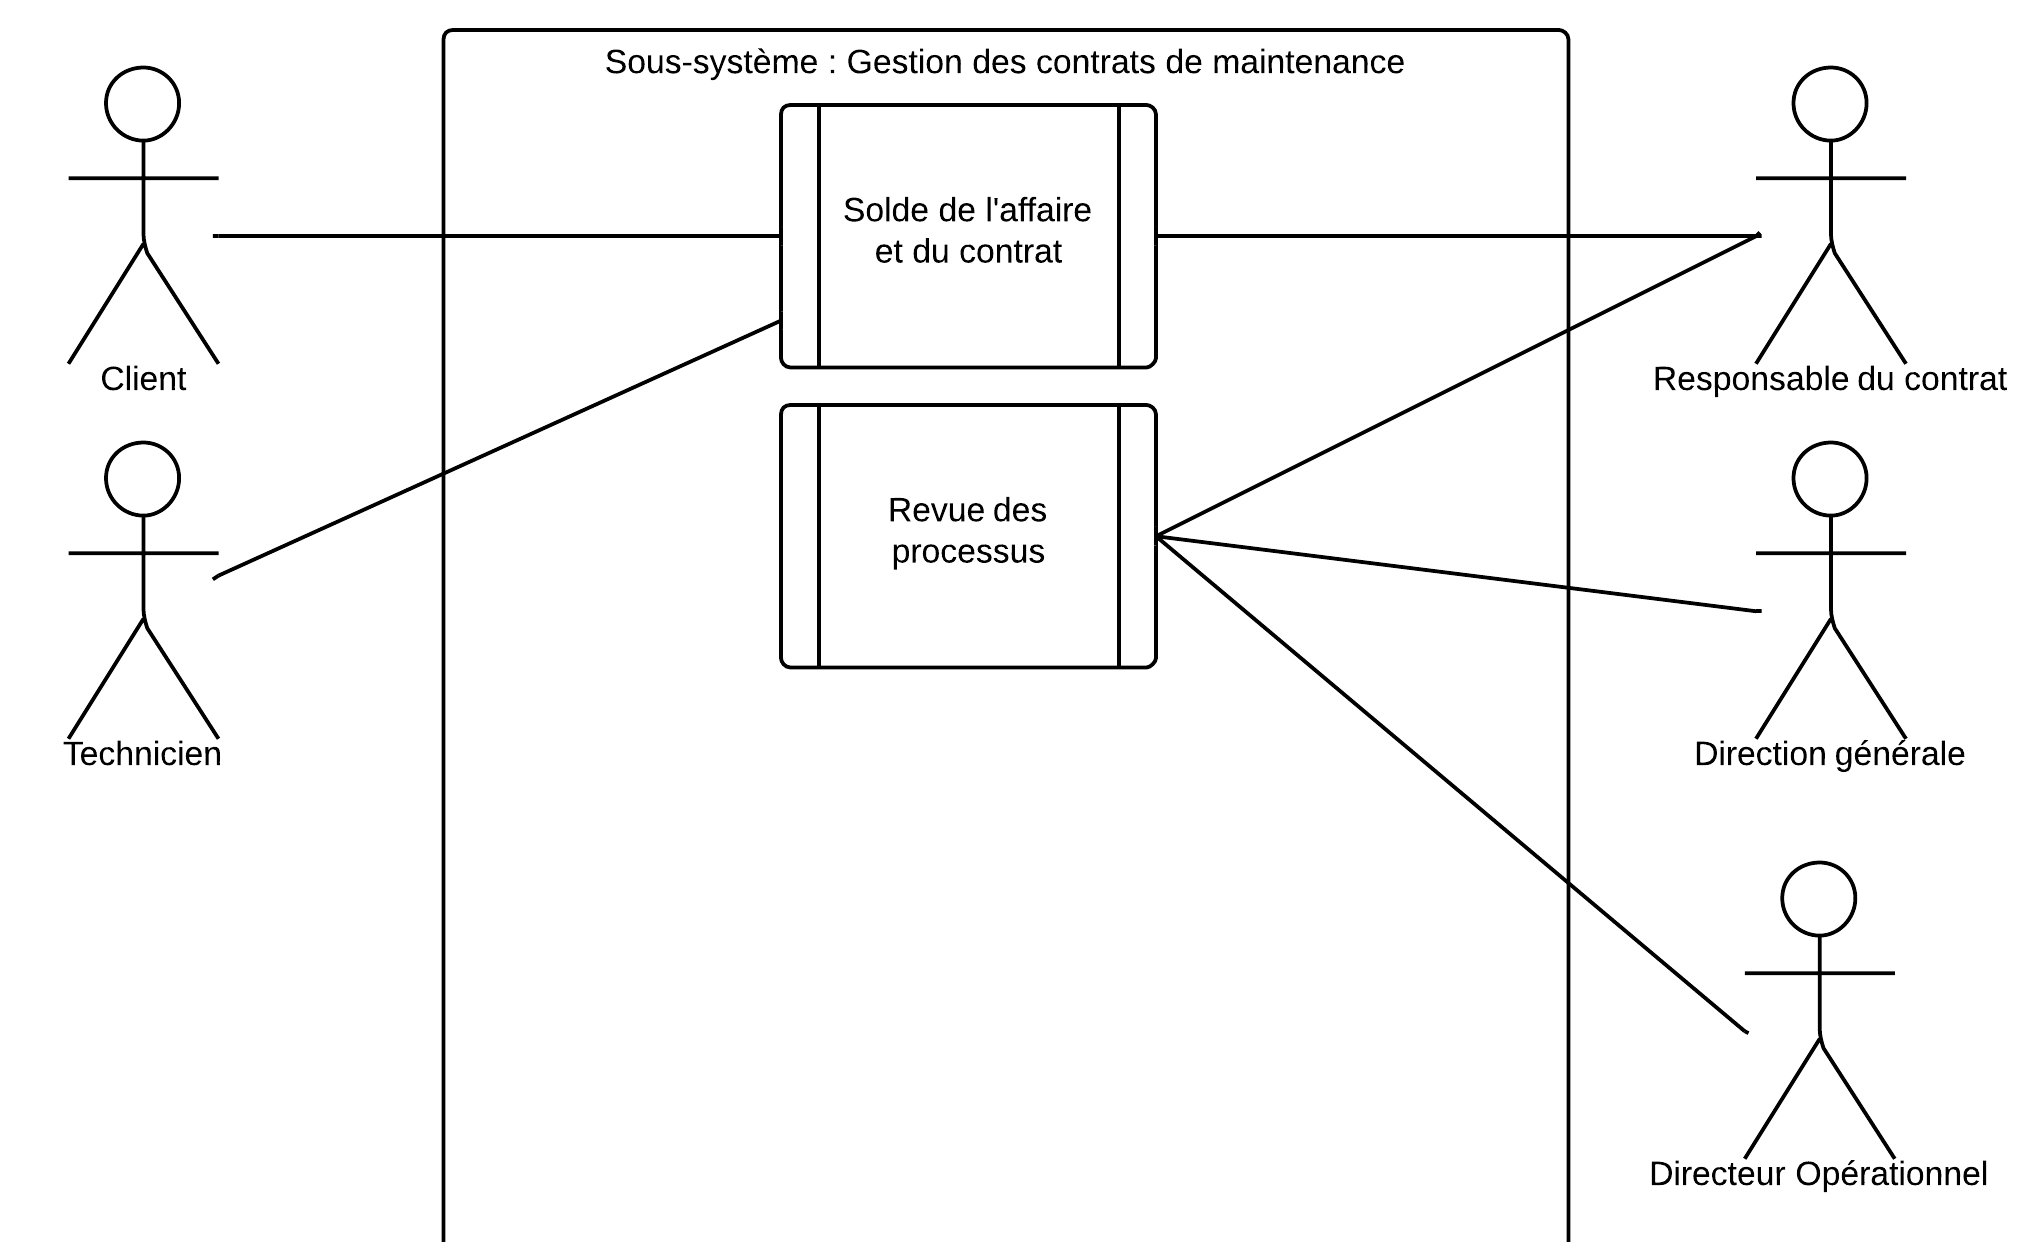 Sous-système : Gestion des contrats de maintenance
Solde de l'affaire
et du contrat
Client
Responsable du contrat
Revue des
processus
Technicien
Direction générale
Directeur Opérationnel